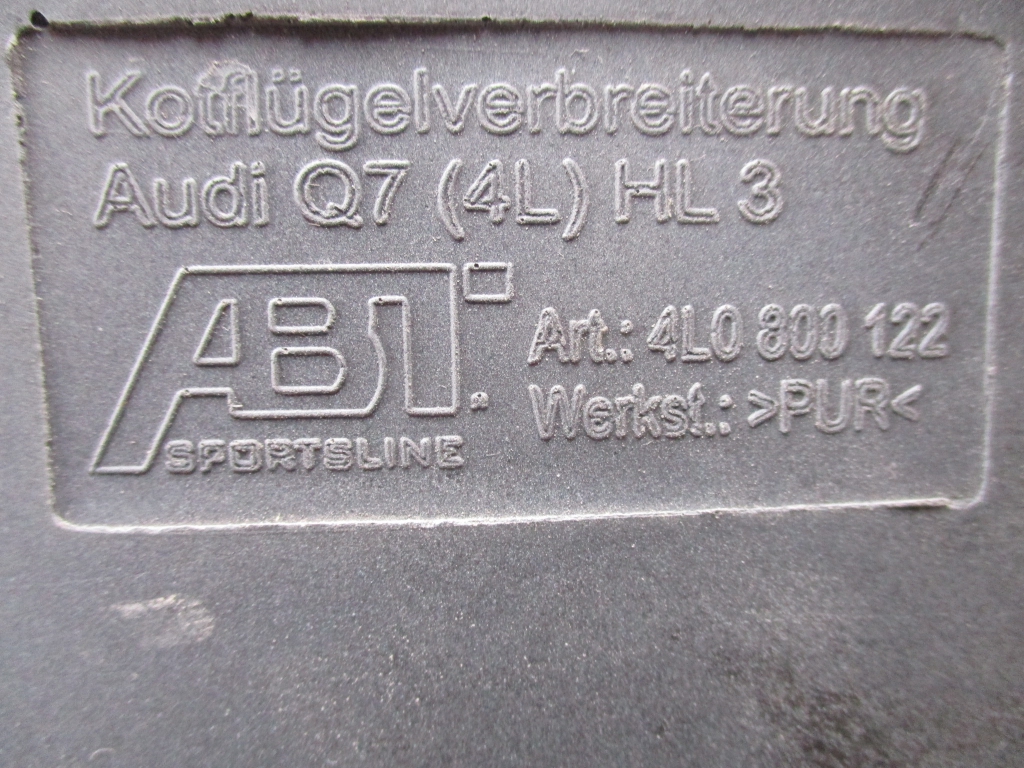 Kotflügelverbreiterung
Audi Q7 (4L) HL 3
ABT
SPORTSLINE
Art.: 4L0 800 122
Werkst.: >PUR<